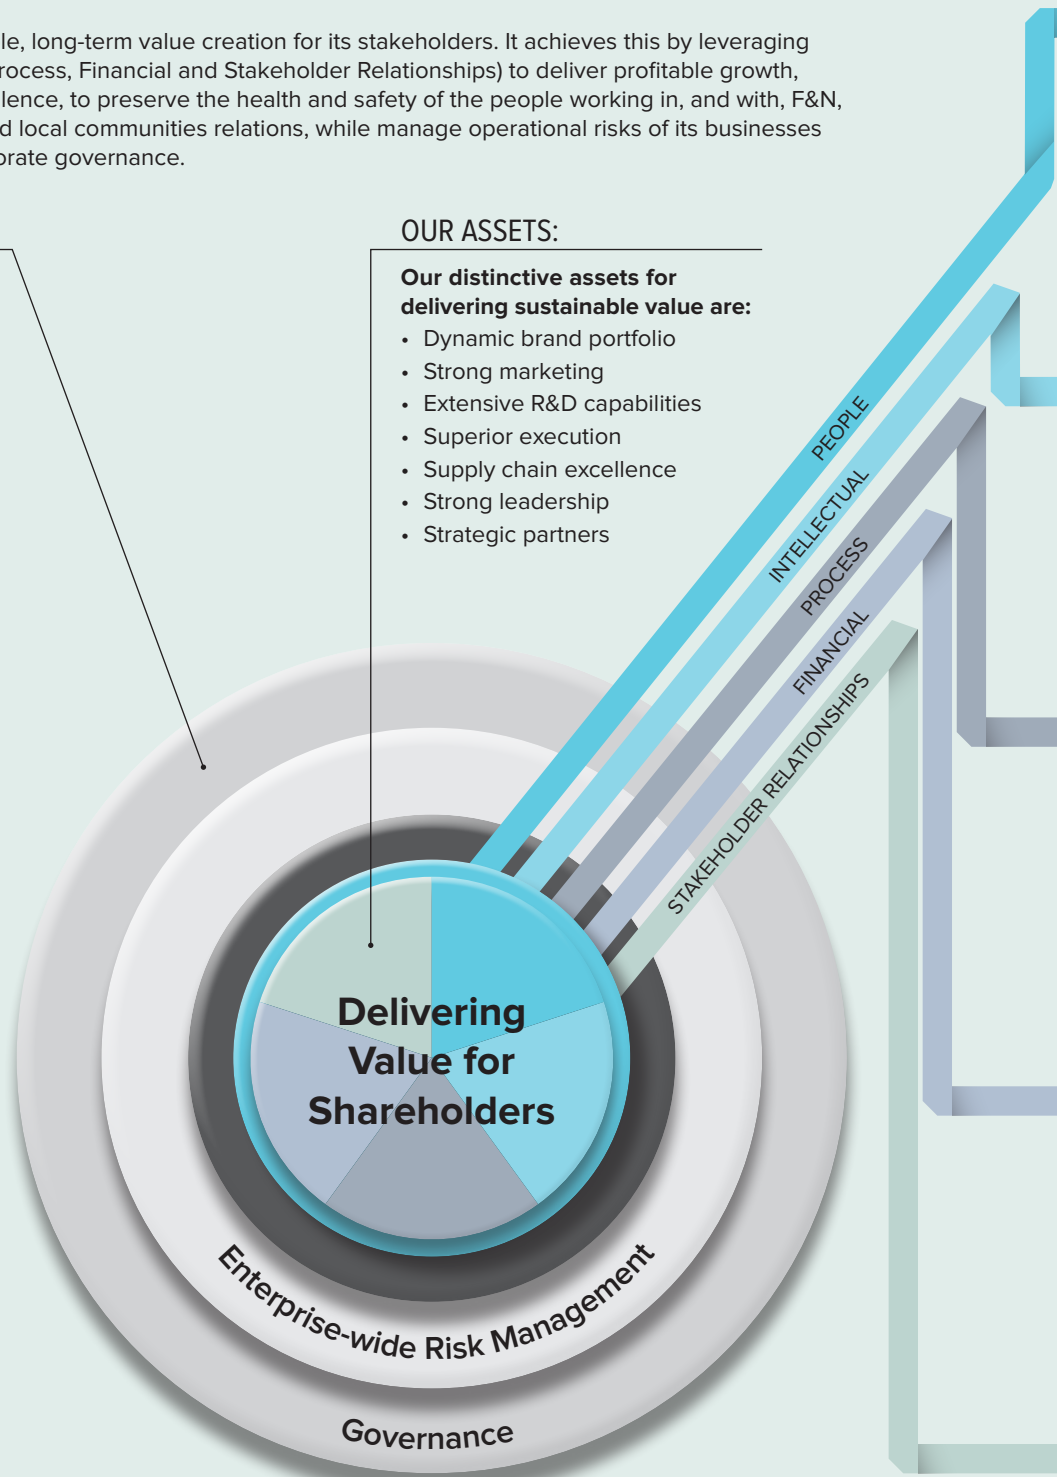 le, long-term value creation for its stakeholders. It achieves this by leveraging
rocess, Financial and Stakeholder Relationships) to deliver profitable growth,
lence, to preserve the health and safety of the people working in, and with, F&N,
d local communities relations, while manage operational risks of its businesses
orate governance.
OUR ASSETS:
Our distinctive assets for
delivering sustainable value are:
• Dynamic brand portfolio
• Strong marketing
• Extensive R&D capabilities
• Superior execution
• Supply chain excellence
• Strong leadership
• Strategic partners
PEOPLE
INTELLECTUAL
PROCESS
FINANCIAL
STAKEHOLDER RELATIONSHIPS
Delivering
Value for
Shareholders
Enterprise-wide Risk Management
Governance